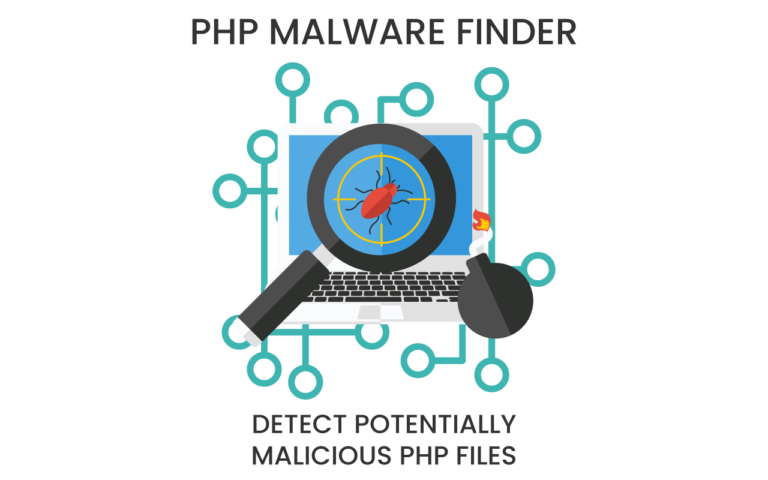 PHP MALWARE FINDER
DETECT POTENTIALLY
MALICIOUS PHP FILES